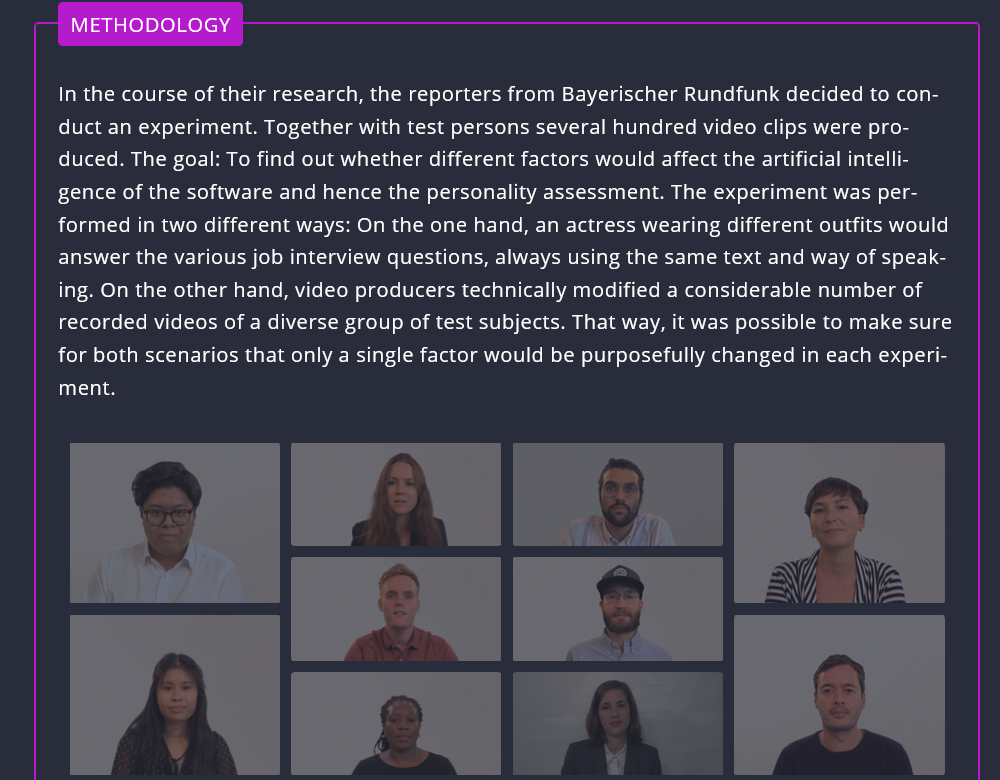 METHODOLOGY
In the course of their research, the reporters from Bayerischer Rundfunk decided to con-
duct an experiment. Together with test persons several hundred video clips were pro-
duced. The goal: To find out whether different factors would affect the artificial intelli-
gence of the software and hence the personality assessment. The experiment was per-
formed in two different ways: On the one hand, an actress wearing different outfits would
answer the various job interview questions, always using the same text and way of speak-
ing. On the other hand, video producers technically modified a considerable number of
recorded videos of a diverse group of test subjects. That way, it was possible to make sure
for both scenarios that only a single factor would be purposefully changed in each experi-
ment.